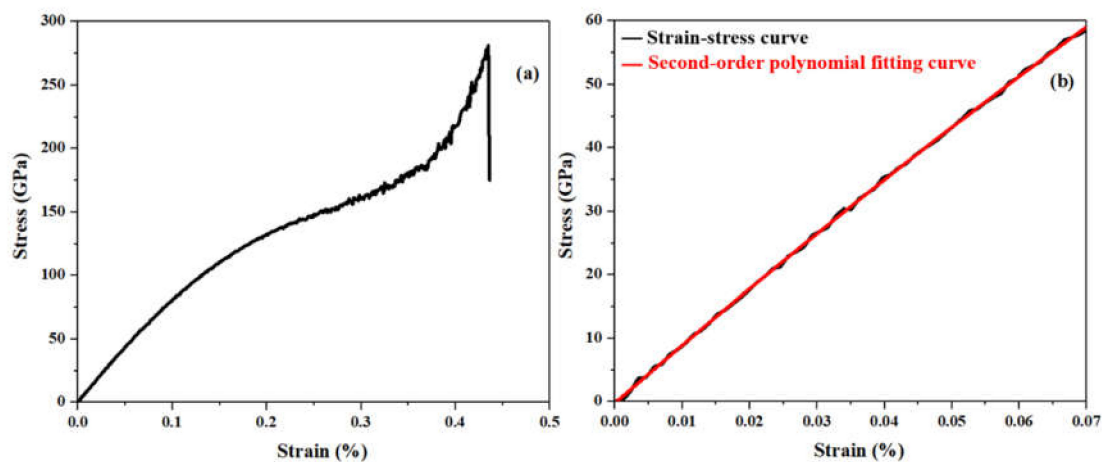 300
250
200
150
100
50
0
0.0 0.1 0.2 0.3 0.4 0.5
Stress (GPa)
Strain (%)
(a)
60
50
40
30
20
10
0
0.00 0.01 0.02 0.03 0.04 0.05 0.06 0.07
Stress (GPa)
Strain (%)
Strain-stress curve
Second-order polynomial fitting curve
(b)